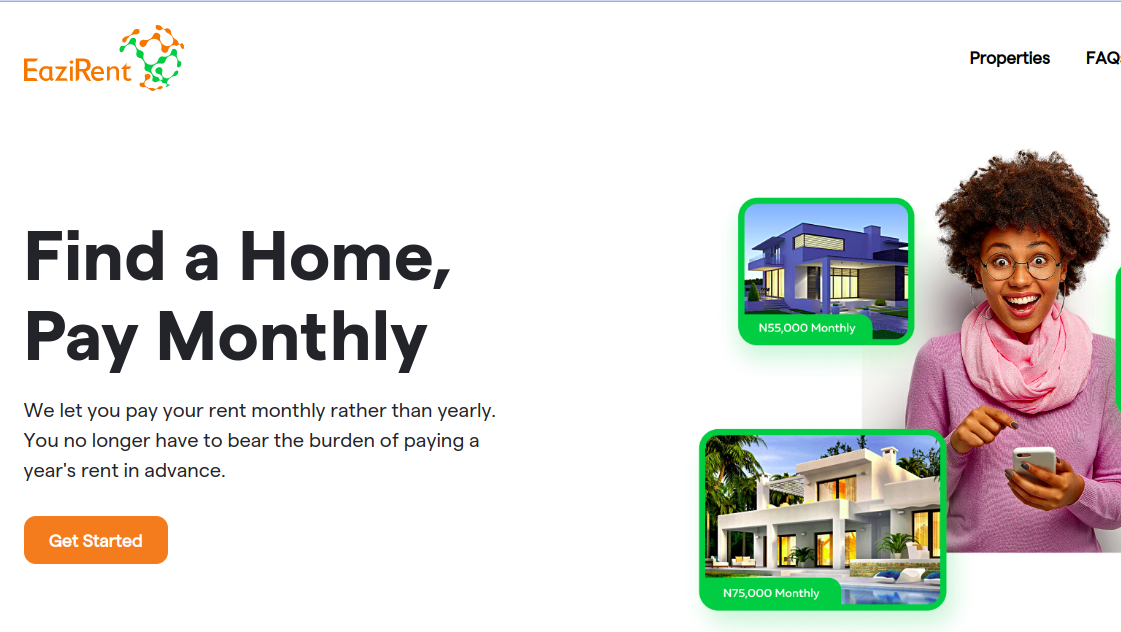 EaziRent
Properties
FAQ
Find a Home,
Pay Monthly
We let you pay your rent monthly rather than yearly.
You no longer have to bear the burden of paying a
year's rent in advance.
Get Started
N55,000 Monthly
N75,000 Monthly